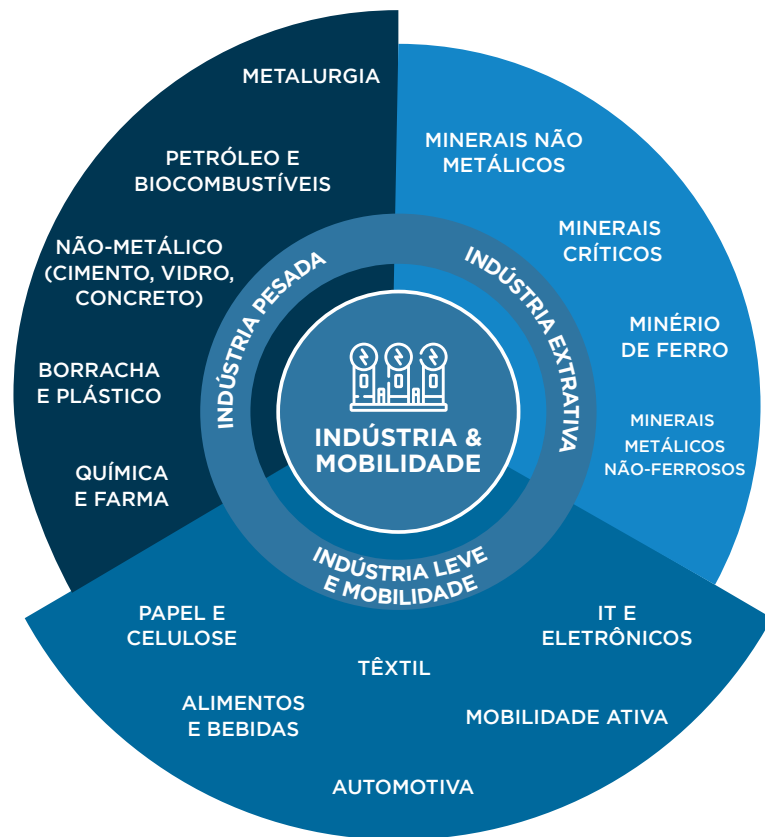 METALURGIA
PETRÓLEO E
BIOCOMBUSTÍVEIS
NÃO-METÁLICO
(CIMENTO, VIDRO,
CONCRETO)
BORRACHA
E PLÁSTICO
QUÍMICA
E FARMA
INDÚSTRIA PESADA
MINERAIS NÃO
METÁLICOS
MINERAIS
CRÍTICOS
MINÉRIO
DE FERRO
MINERAIS
METÁLICOS
NÃO-FERROSOS
INDÚSTRIA EXTRATIVA
INDÚSTRIA &
MOBILIDADE
INDÚSTRIA LEVE
E MOBILIDADE
PAPEL E
CELULOSE
ALIMENTOS
E BEBIDAS
TÊXTIL
AUTOMOTIVA
IT E
ELETRÔNICOS
MOBILIDADE ATIVA